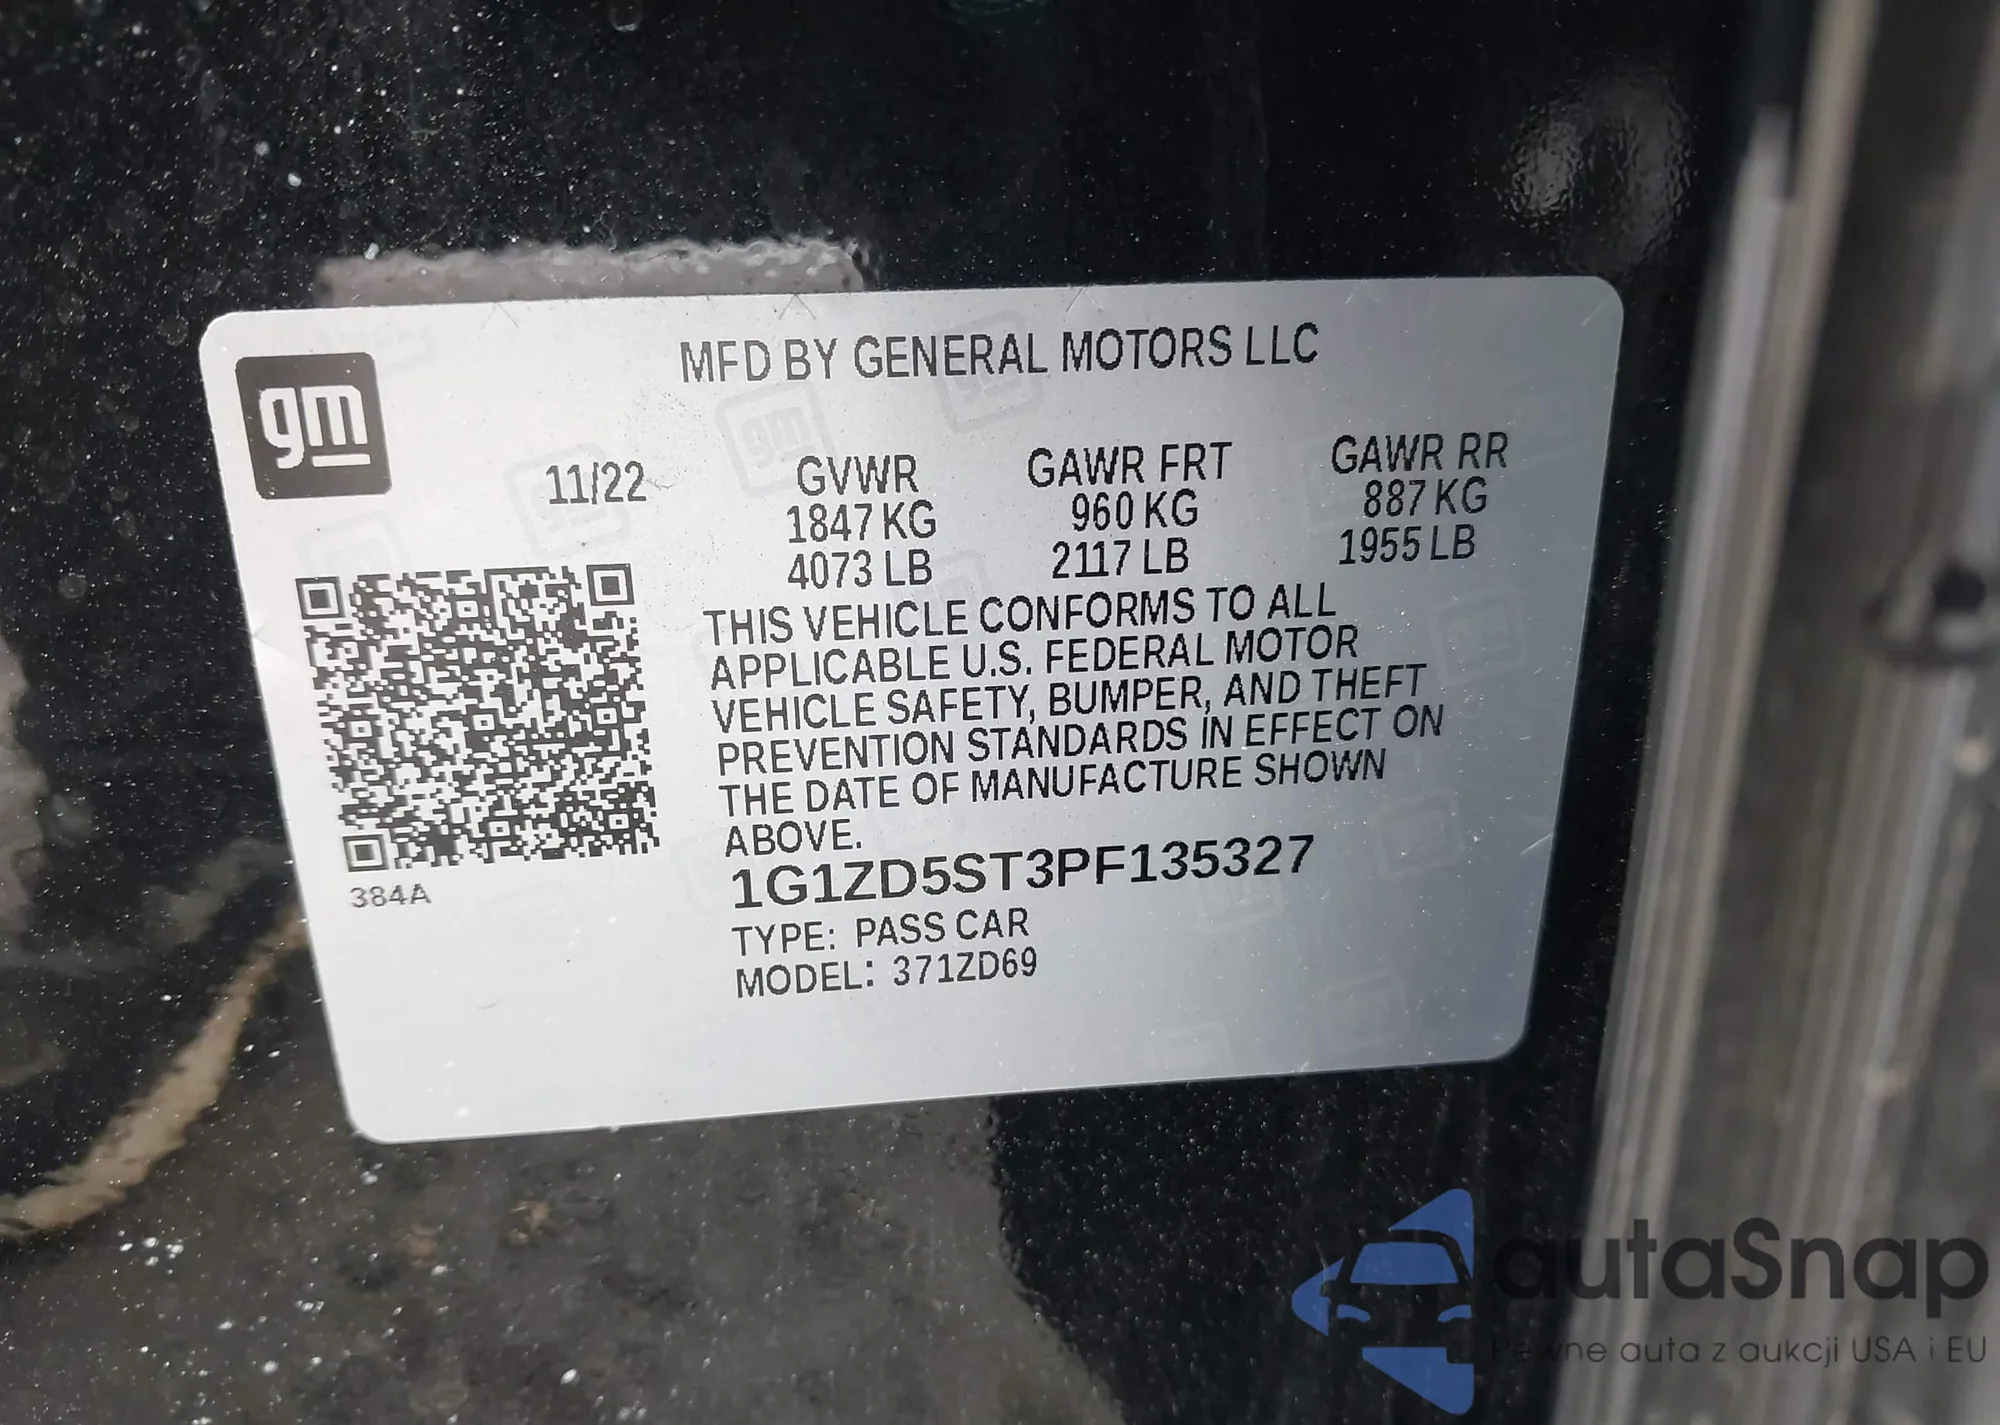 gm
MFD BY GENERAL MOTORS LLC
11/22 GVWR GAWR FRT GAWR RR
1847 KG 960 KG 887 KG
4073 LB 2117 LB 1955 LB
THIS VEHICLE CONFORMS TO ALL
APPLICABLE U.S. FEDERAL MOTOR
VEHICLE SAFETY, BUMPER, AND THEFT
PREVENTION STANDARDS IN EFFECT ON
THE DATE OF MANUFACTURE SHOWN
ABOVE.
384A
1G1ZD5ST3PF135327
TYPE: PASS CAR
MODEL: 371ZD69
autaSnap
Pewne auta z aukcji USA i EU